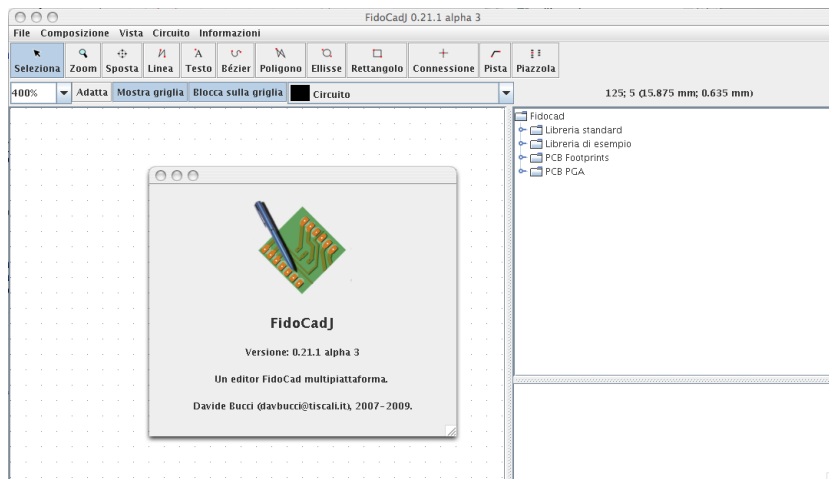 FidoCadJ 0.21.1 alpha 3
File Composizione Vista Circuito Informazioni
Seleziona Zoom Sposta Linea Testo Bézier Poligono Ellisse Rettangolo Connessione Pista Piazzola
400% Adatta Mostra griglia Blocca sulla griglia Circuito 125; 5 (15.875 mm; 0.635 mm)
Fidocad
Libreria standard
Libreria di esempio
PCB Footprints
PCB PGA
FidoCadJ
Versione: 0.21.1 alpha 3
Un editor FidoCad multipiattaforma.
Davide Bucci (davbucci@tiscali.it), 2007-2009.